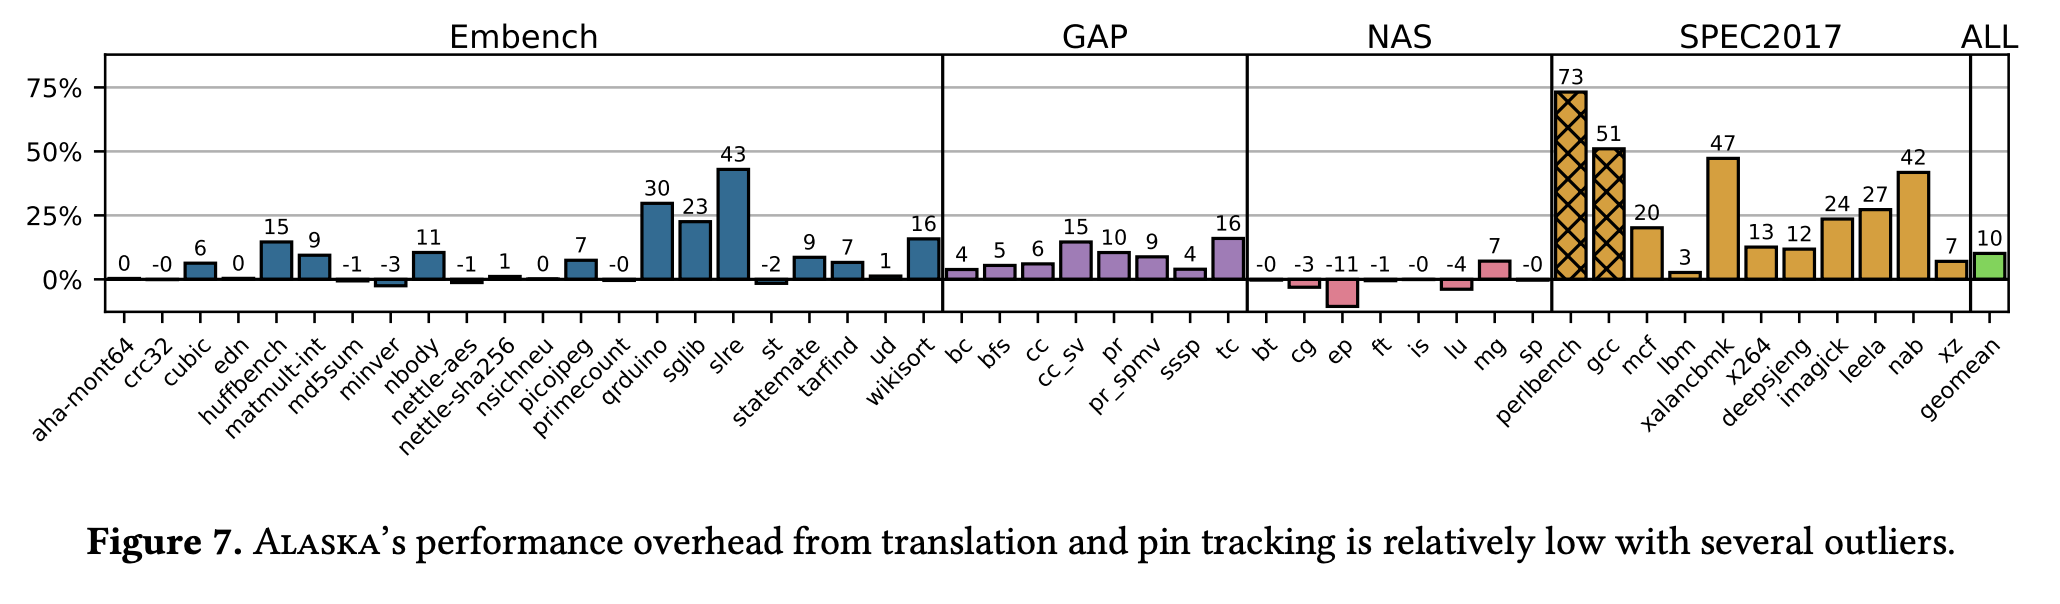 Embench GAP NAS SPEC2017 ALL
75%
50%
25%
0%
0 -0 6 0 15 9 -1 -3 11 -1 1 0 7 -0 30 23 43 -2 9 7 1 16 4 5 6 15 10 9 4 16 -0 -3 -11 -1 -0 -4 7 -0 73 51 20 3 47 13 12 24 27 42 7 10
aha-mont64 crc32 cubic edn huffbench matmult-int md5sum minver nbody nettle-aes nettle-sha256 nsichneu picojpeg primecount qrduino sglib slre st statemate tarfind ud wikisort bc bfs cc cc_sv pr pr_spmv sssp tc bt cg ep ft is lu mg sp perlbench gcc mcf lbm xalancbmk x264 deepsjeng imagick leela nab xz geomean
Figure 7. ALASKA's performance overhead from translation and pin tracking is relatively low with several outliers.